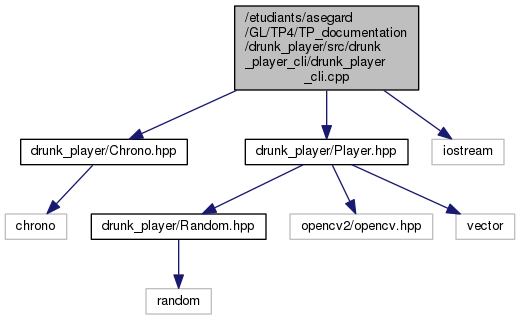 /etudiants/asegard
/GL/TP4/TP_documentation
/drunk_player/src/drunk
_player_cli/drunk_player
_cli.cpp
drunk_player/Chrono.hpp
drunk_player/Player.hpp
iostream
chrono
drunk_player/Random.hpp
opencv2/opencv.hpp
vector
random